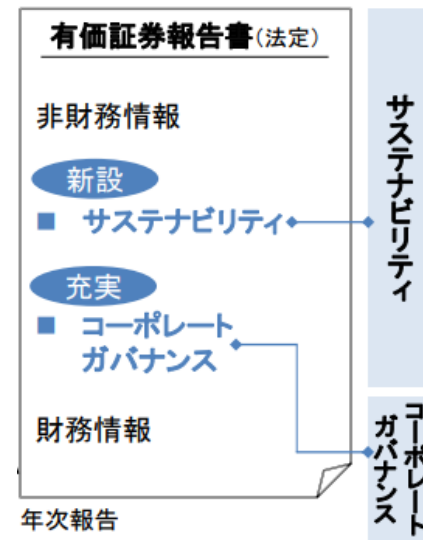 有価証券報告書(法定)
非財務情報
新設
■ サステナビリティ
充実
■ コーポレート
ガバナンス
財務情報
年次報告
サステナビリティ
コーポレート
ガバナンス